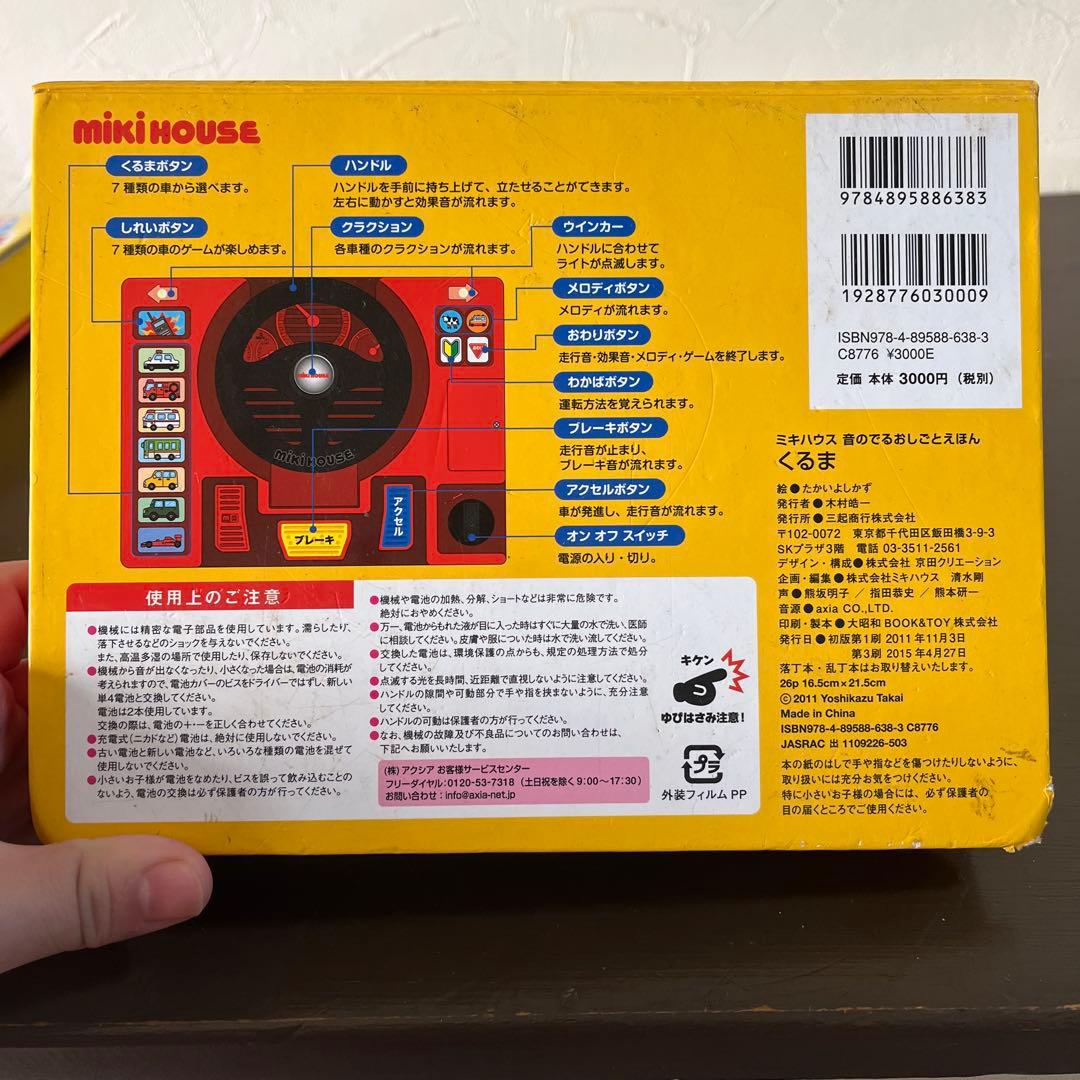 miki HOUSE
くるまボタン
7種類の車から選べます。
ハンドル
ハンドルを手前に持ち上げて、立たせることができます。
左右に動かすと効果音が流れます。
しれいボタン
7種類の車のゲームが楽しめます。
クラクション
各車種のクラクションが流れます。
ウインカー
ハンドルに合わせて
ライトが点滅します。
メロディボタン
メロディが流れます。
おわりボタン
走行音・効果音・メロディ・ゲームを終了します。
わかばボタン
運転方法を覚えられます。
ブレーキボタン
走行音が止まり、
ブレーキ音が流れます。
アクセルボタン
車が発進し、走行音が流れます。
オン オフ スイッチ
電源の入り・切り。
miki HOUSE
miki HOUSE
ブレーキ
アクセル
9784895886383
1928776030009
ISBN978-4-89588-638-3
C8776 ¥3000E
定価 本体 3000円 (税別)
ミキハウス 音のでるおしごとえほん
くるま
絵●たかいよしかず
発行者●木村皓一
発行所●三起商行株式会社
〒102-0072 東京都千代田区飯田橋3-9-3
SKプラザ3階 電話 03-3511-2561
デザイン・構成●株式会社 京田クリエーション
企画・編集●株式会社ミキハウス 清水剛
声●熊坂明子 / 指田恭史 / 熊本研一
音源●axia CO.,LTD.
印刷・製本●大昭和 BOOK&TOY 株式会社
発行日●初版第1刷 2011年11月3日
第3刷 2015年4月27日
落丁本・乱丁本はお取り替えいたします。
26p 16.5cm×21.5cm
©2011 Yoshikazu Takai
Made in China
ISBN978-4-89588-638-3 C8776
JASRAC 出 1109226-503
本の紙のはしで手や指などを傷つけたりしないように、
取り扱いには充分お気をつけください。
特に小さいお子様の場合には、必ず保護者の
目の届くところでご使用ください。
使用上のご注意
●機械には精密な電子部品を使用しています。濡らしたり、
落下させるなどのショックを与えないでください。
また、高温多湿の場所で使用したり、保存しないでください。
●機械から音が出なくなったり、小さくなった場合は、電池の消耗が
考えられますので、電池カバーのビスをドライバーではずし、新しい
単4電池と交換してください。
電池は2本使用しています。
交換の際は、電池の+・−を正しく合わせてください。
●充電式(ニカドなど)電池は、絶対に使用しないでください。
●古い電池と新しい電池など、いろいろな種類の電池を混ぜて
使用しないでください。
●小さいお子様が電池をなめたり、ビスを誤って飲み込むことの
ないよう、電池の交換は必ず保護者の方が行ってください。
●機械や電池の加熱、分解、ショートなどは非常に危険です。
絶対におやめください。
●万一、電池からもれた液が目に入った時はすぐに大量の水で洗い、医師
に相談してください。皮膚や服についた時は水で洗い流してください。
●交換した電池は、環境保護の点からも、規定の処理方法で処分
してください。
●点滅する光を長時間、近距離で直視しないように注意してください。
●ハンドルの隙間や可動部分で手や指を挟まないように、充分注意
してください。
●ハンドルの可動は保護者の方が行ってください。
●なお、機械の故障及び不良品についてのお問い合わせは、
下記へお願いいたします。
(株)アクシア お客様サービスセンター
フリーダイヤル:0120-53-7318 (土日祝を除く9:00〜17:30)
お問い合わせ:info@axia-net.jp
キケン
ゆびはさみ注意!
プラ
外装フィルム PP